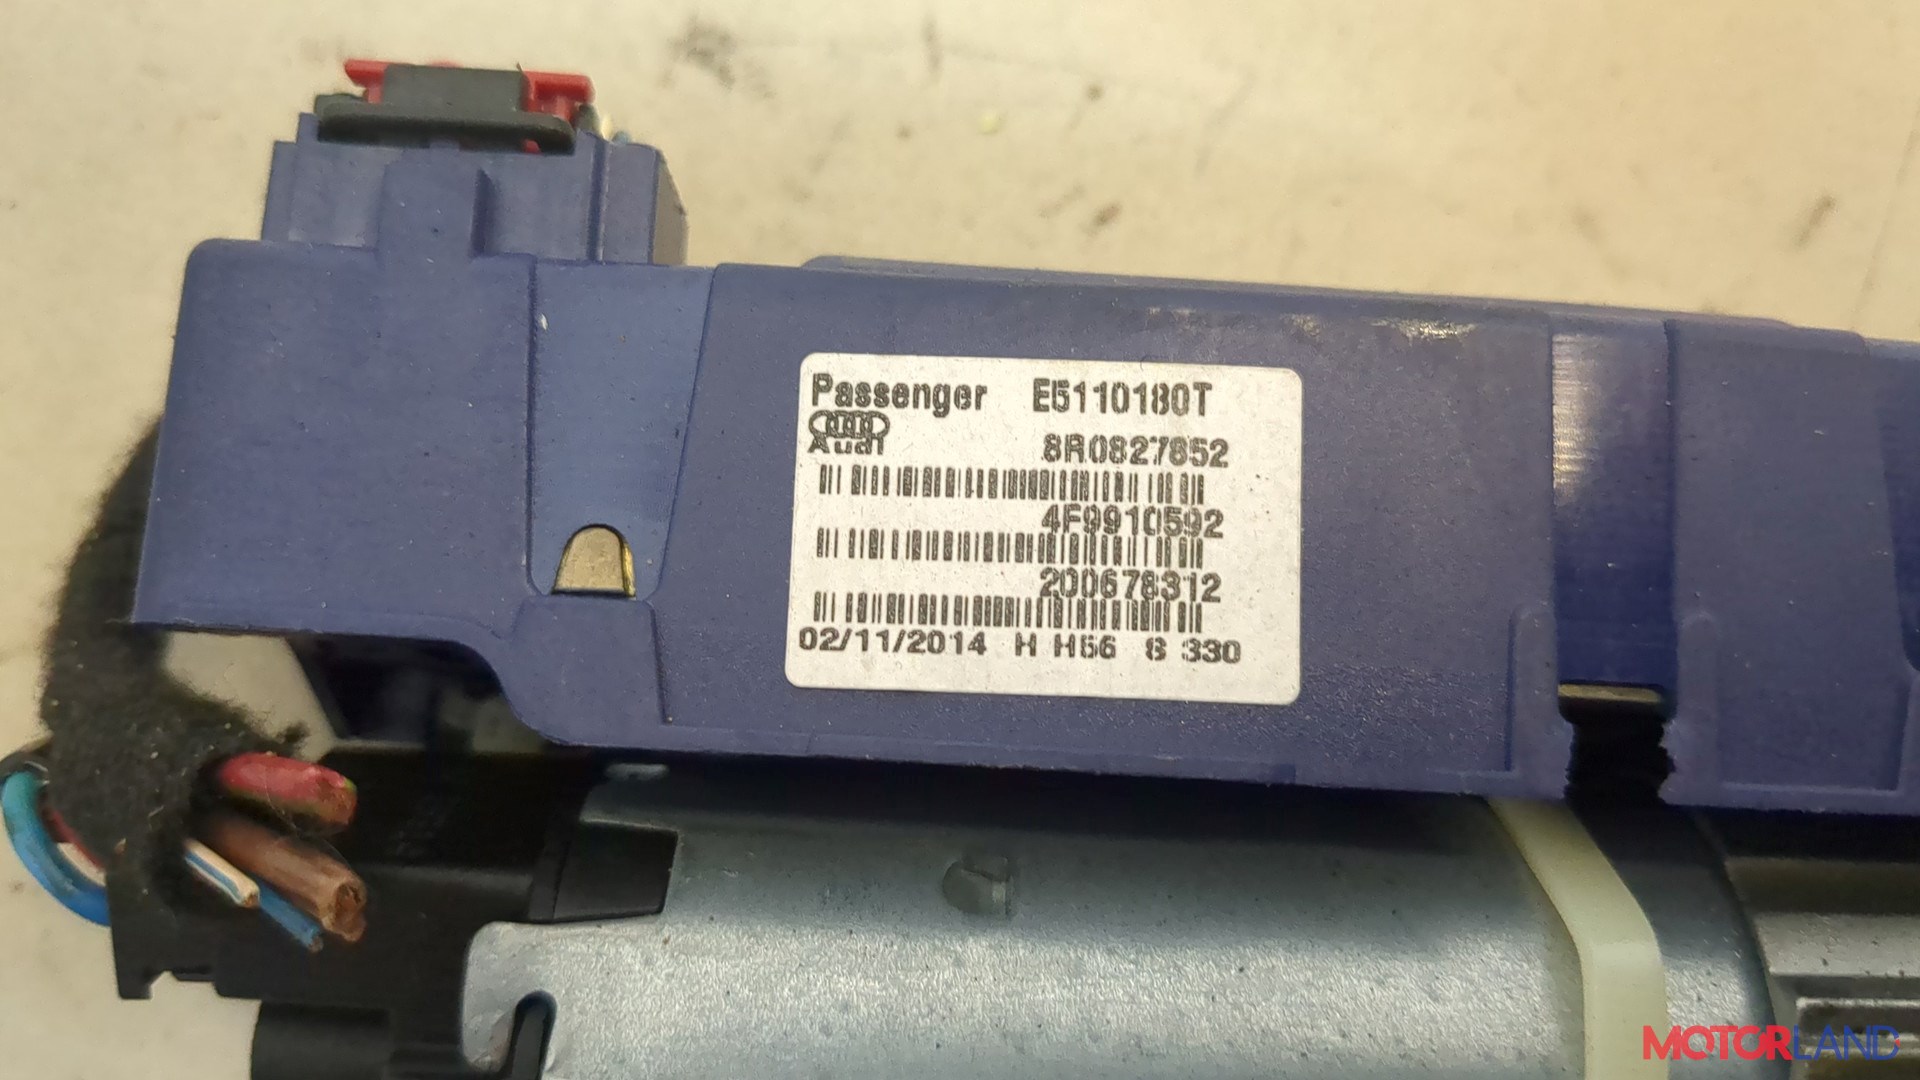 Passenger E5110180T
Audi 8R0827852
4F9910592
200678312
02/11/2014 H H56 8 330
MOTORLAND